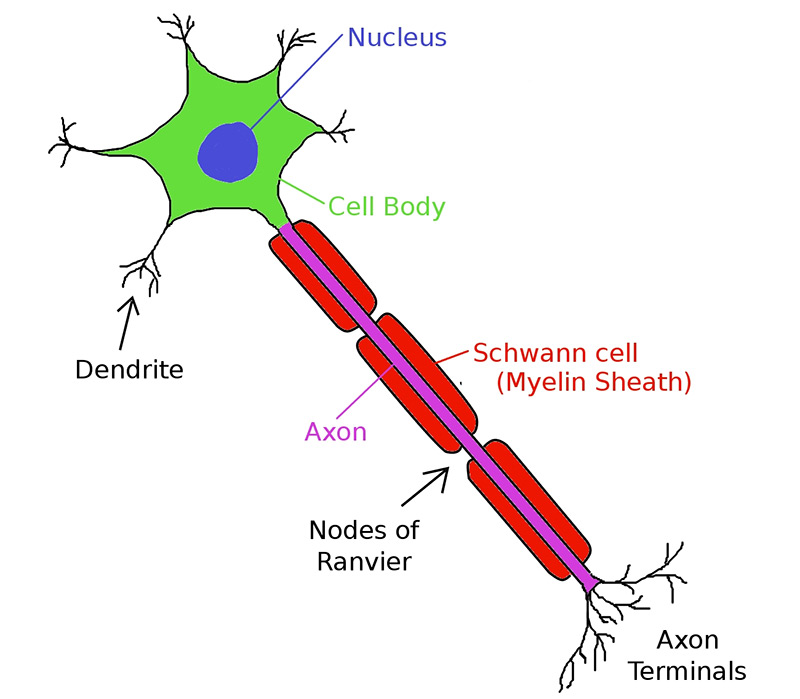 Nucleus
Cell Body
Schwann cell
(Myelin Sheath)
Dendrite
Axon
Nodes of
Ranvier
Axon
Terminals